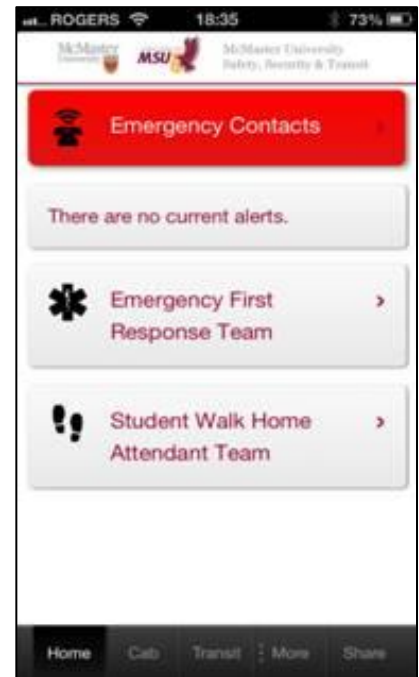 ROGERS 18:35 73%
McMaster University MSU McMaster University
Safety, Security & Transit
Emergency Contacts
There are no current alerts.
Emergency First
Response Team
Student Walk Home
Attendant Team
Home Cab Transit More Share